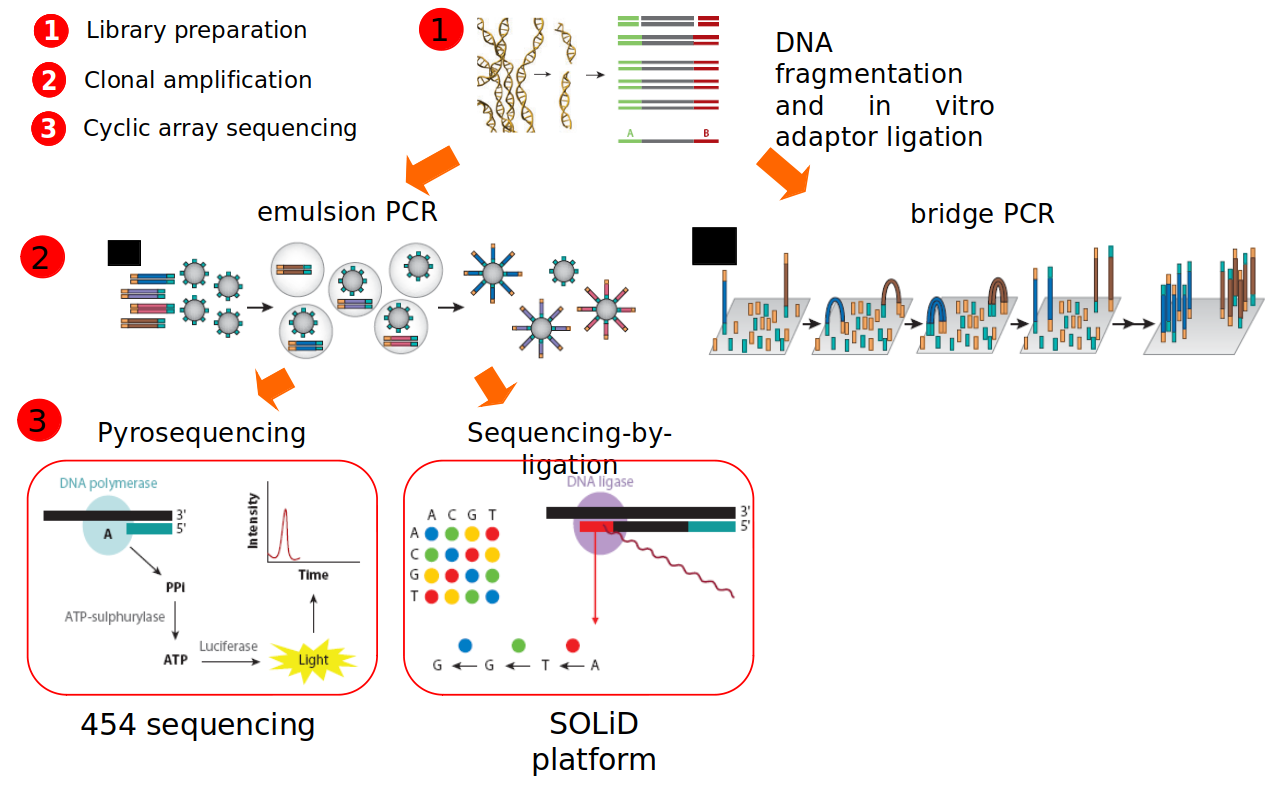 1 Library preparation
2 Clonal amplification
3 Cyclic array sequencing
1
A B
DNA
fragmentation
and in vitro
adaptor ligation
emulsion PCR
bridge PCR
2
3
Pyrosequencing
DNA polymerase
3'
5'
A
PPi
ATP-sulphurylase
ATP
Luciferase
Light
Intensity
Time
454 sequencing
Sequencing-by-
ligation
DNA ligase
3'
5'
A C G T
A
C
G
T
G G T A
SOLiD
platform